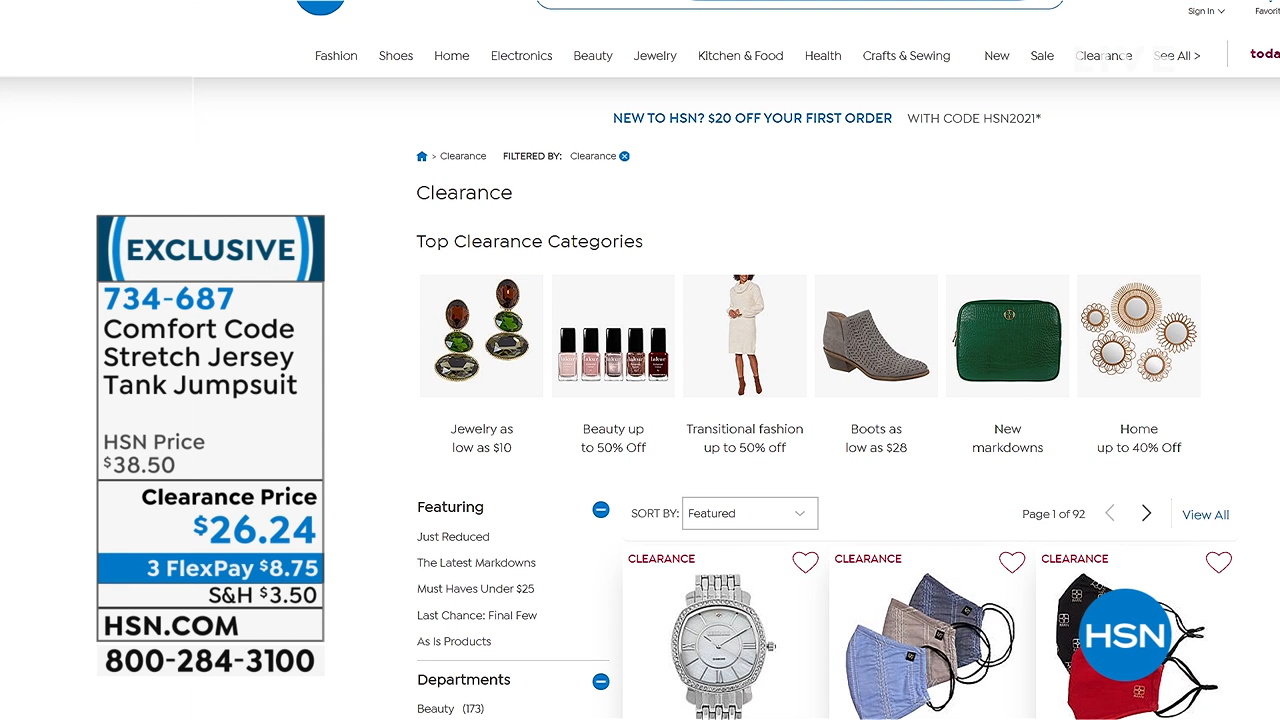 Sign In
Favorit
Fashion Shoes Home Electronics Beauty Jewelry Kitchen & Food Health Crafts & Sewing New Sale Clearance See All > toda
NEW TO HSN? $20 OFF YOUR FIRST ORDER WITH CODE HSN2021*
> Clearance FILTERED BY: Clearance
Clearance
Top Clearance Categories
Jewelry as
low as $10
Beauty up
to 50% Off
Transitional fashion
up to 50% off
Boots as
low as $28
New
markdowns
Home
up to 40% Off
Featuring
Just Reduced
The Latest Markdowns
Must Haves Under $25
Last Chance: Final Few
As Is Products
Departments
Beauty (173)
SORT BY: Featured
Page 1 of 92
View All
CLEARANCE
CLEARANCE
CLEARANCE
HSN
EXCLUSIVE
734-687
Comfort Code
Stretch Jersey
Tank Jumpsuit
HSN Price
$38.50
Clearance Price
$26.24
3 FlexPay $8.75
S&H $3.50
HSN.COM
800-284-3100